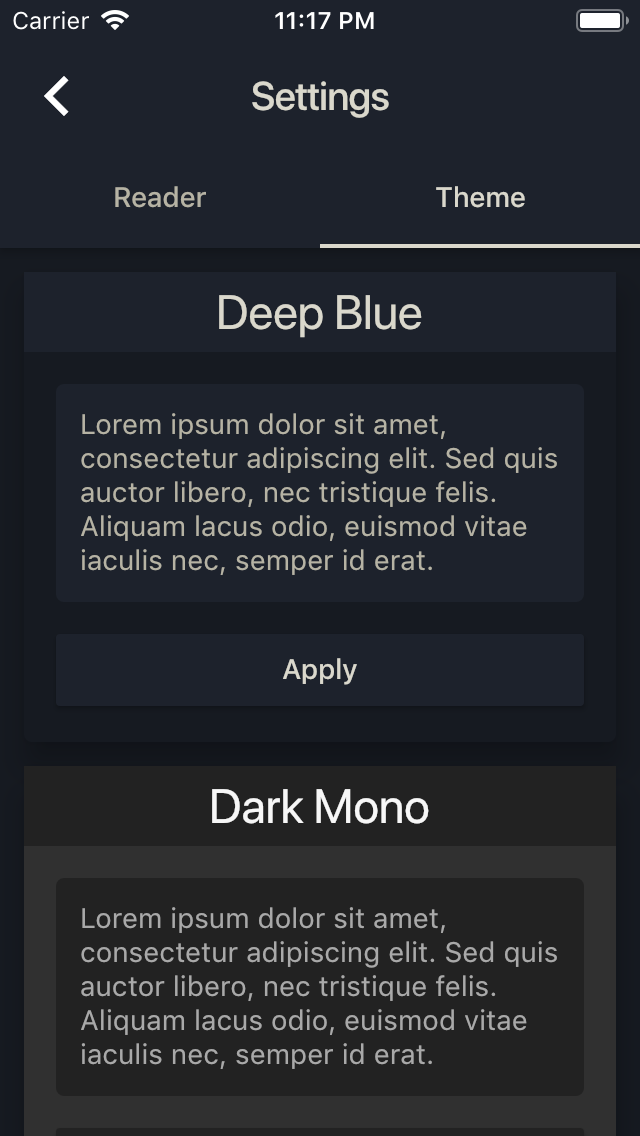 Carrier 11:17 PM
Settings
Reader Theme
Deep Blue
Lorem ipsum dolor sit amet,
consectetur adipiscing elit. Sed quis
auctor libero, nec tristique felis.
Aliquam lacus odio, euismod vitae
iaculis nec, semper id erat.
Apply
Dark Mono
Lorem ipsum dolor sit amet,
consectetur adipiscing elit. Sed quis
auctor libero, nec tristique felis.
Aliquam lacus odio, euismod vitae
iaculis nec, semper id erat.